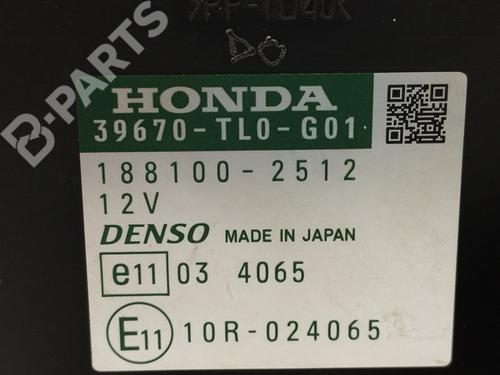 B-PARTS
HONDA
39670-TL0-G01
188100-2512
12V
DENSO MADE IN JAPAN
e11 03 4065
E11 10R-024065